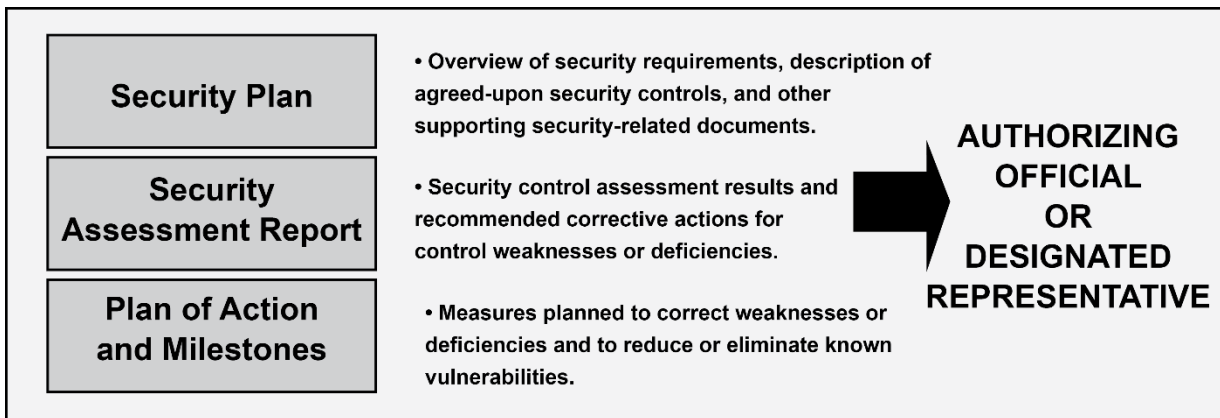 Security Plan
• Overview of security requirements, description of
agreed-upon security controls, and other
supporting security-related documents.
Security
Assessment Report
• Security control assessment results and
recommended corrective actions for
control weaknesses or deficiencies.
Plan of Action
and Milestones
• Measures planned to correct weaknesses or
deficiencies and to reduce or eliminate known
vulnerabilities.
AUTHORIZING
OFFICIAL
OR
DESIGNATED
REPRESENTATIVE